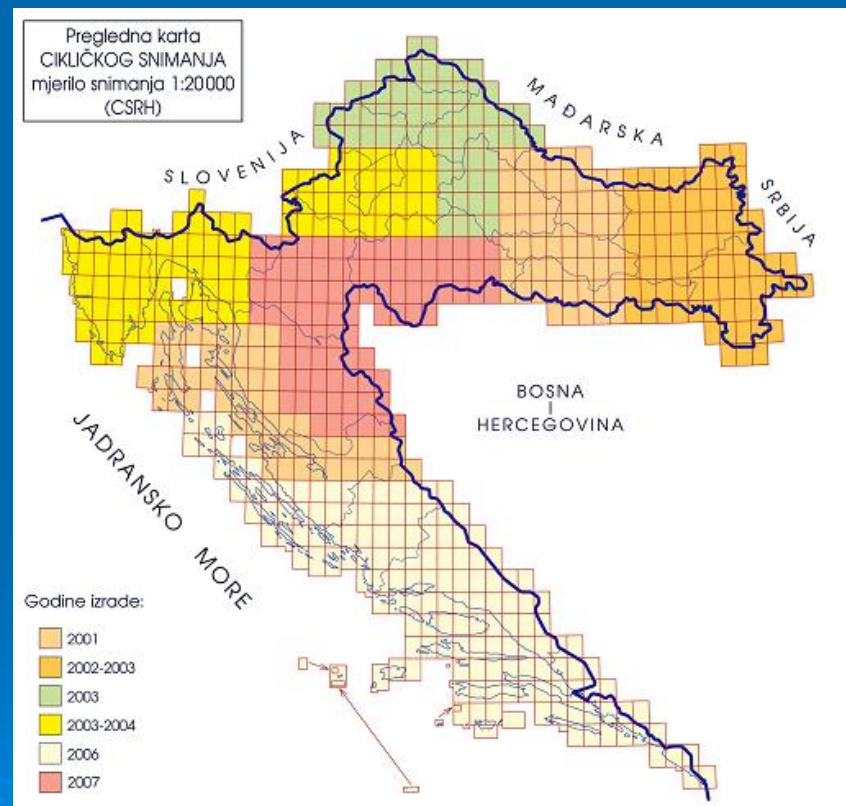 Pregledna karta
CIKLIČKOG SNIMANJA
mjerilo snimanja 1:20000
(CSRH)
SLOVENIJA
MAĐARSKA
SRBIJA
BOSNA
I
HERCEGOVINA
JADRANSKO MORE
Godine izrade:
2001
2002-2003
2003
2003-2004
2006
2007